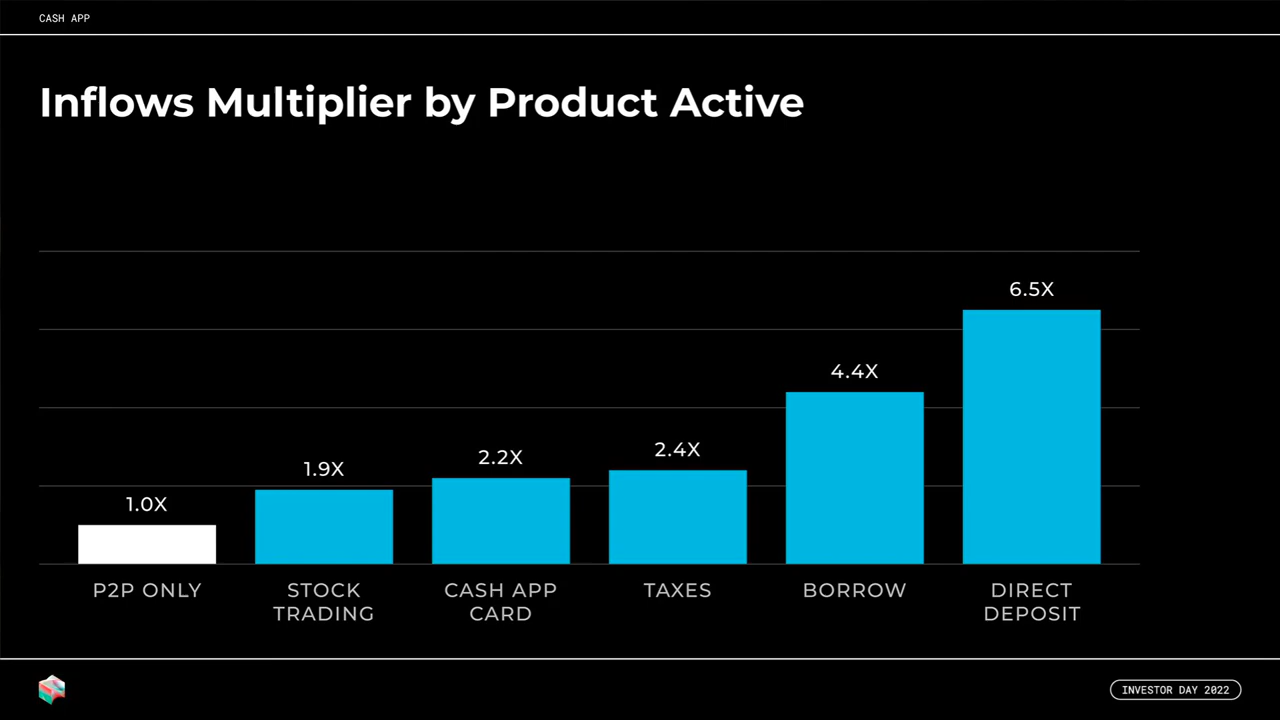 CASH APP
Inflows Multiplier by Product Active
1.0X
1.9X
2.2X
2.4X
4.4X
6.5X
P2P ONLY
STOCK
TRADING
CASH APP
CARD
TAXES
BORROW
DIRECT
DEPOSIT
INVESTOR DAY 2022